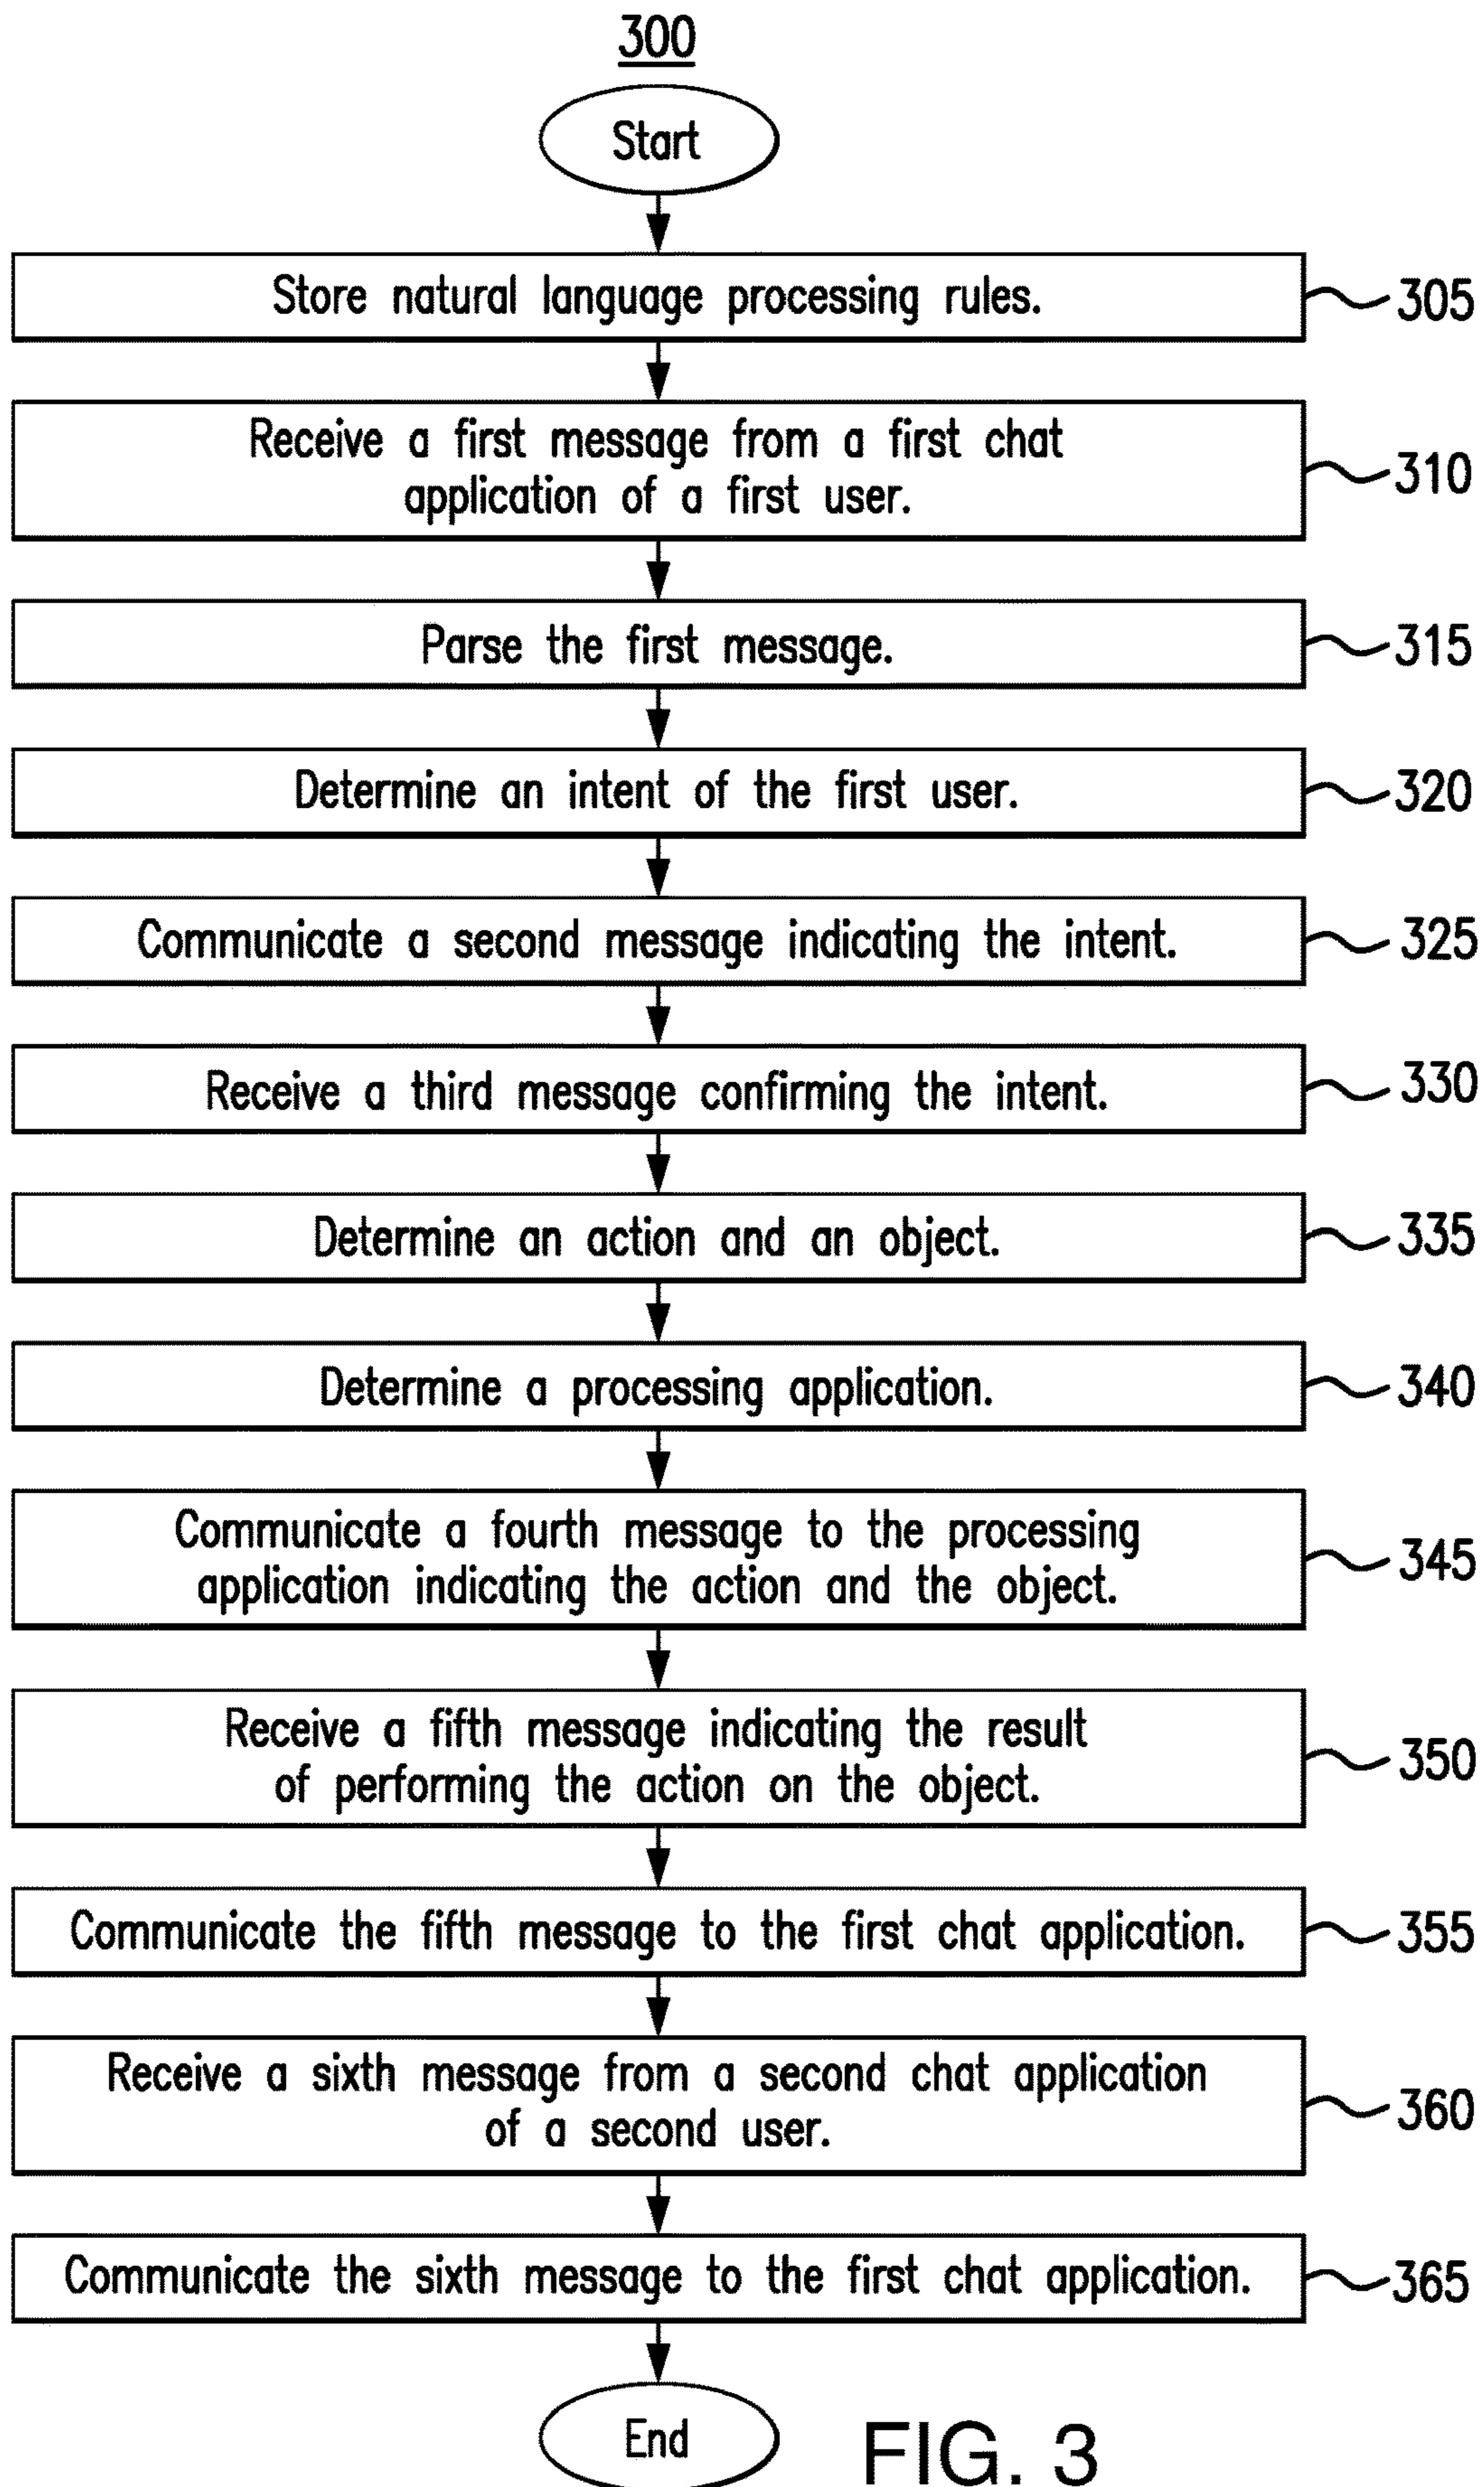 300
Start
Store natural language processing rules.
305
Receive a first message from a first chat
application of a first user.
310
Parse the first message.
315
Determine an intent of the first user.
320
Communicate a second message indicating the intent.
325
Receive a third message confirming the intent.
330
Determine an action and an object.
335
Determine a processing application.
340
Communicate a fourth message to the processing
application indicating the action and the object.
345
Receive a fifth message indicating the result
of performing the action on the object.
350
Communicate the fifth message to the first chat application.
355
Receive a sixth message from a second chat application
of a second user.
360
Communicate the sixth message to the first chat application.
365
End
FIG. 3